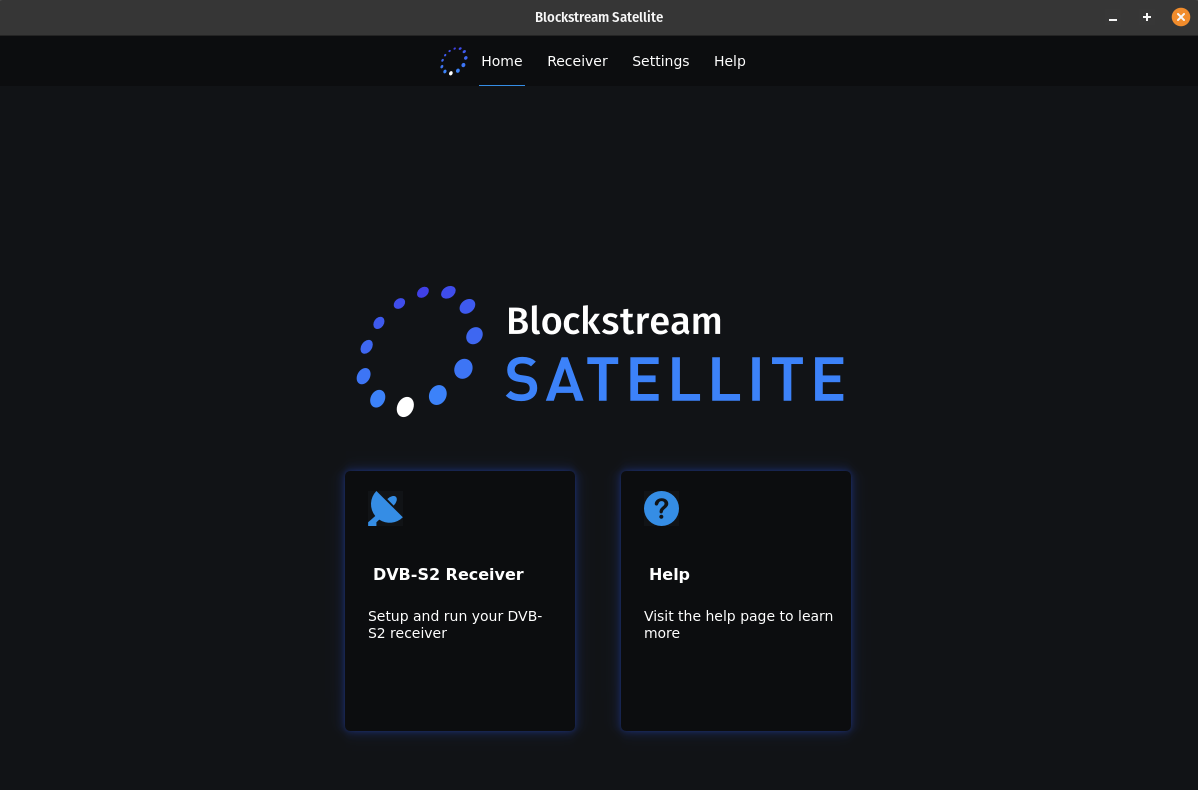 Blockstream Satellite
Home Receiver Settings Help
Blockstream
SATELLITE
DVB-S2 Receiver
Setup and run your DVB-
S2 receiver
Help
Visit the help page to learn
more